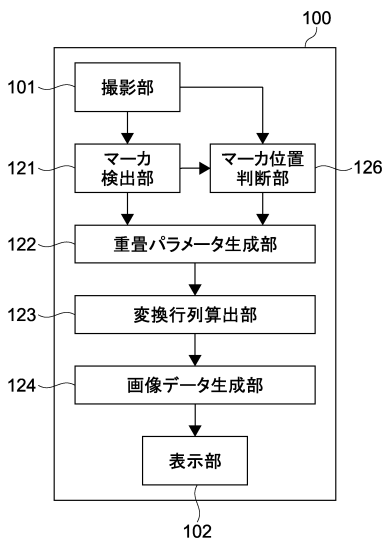 100
101
撮影部
121
マーカ
検出部
マーカ位置
判断部
126
122
重畳パラメータ生成部
123
変換行列算出部
124
画像データ生成部
表示部
102